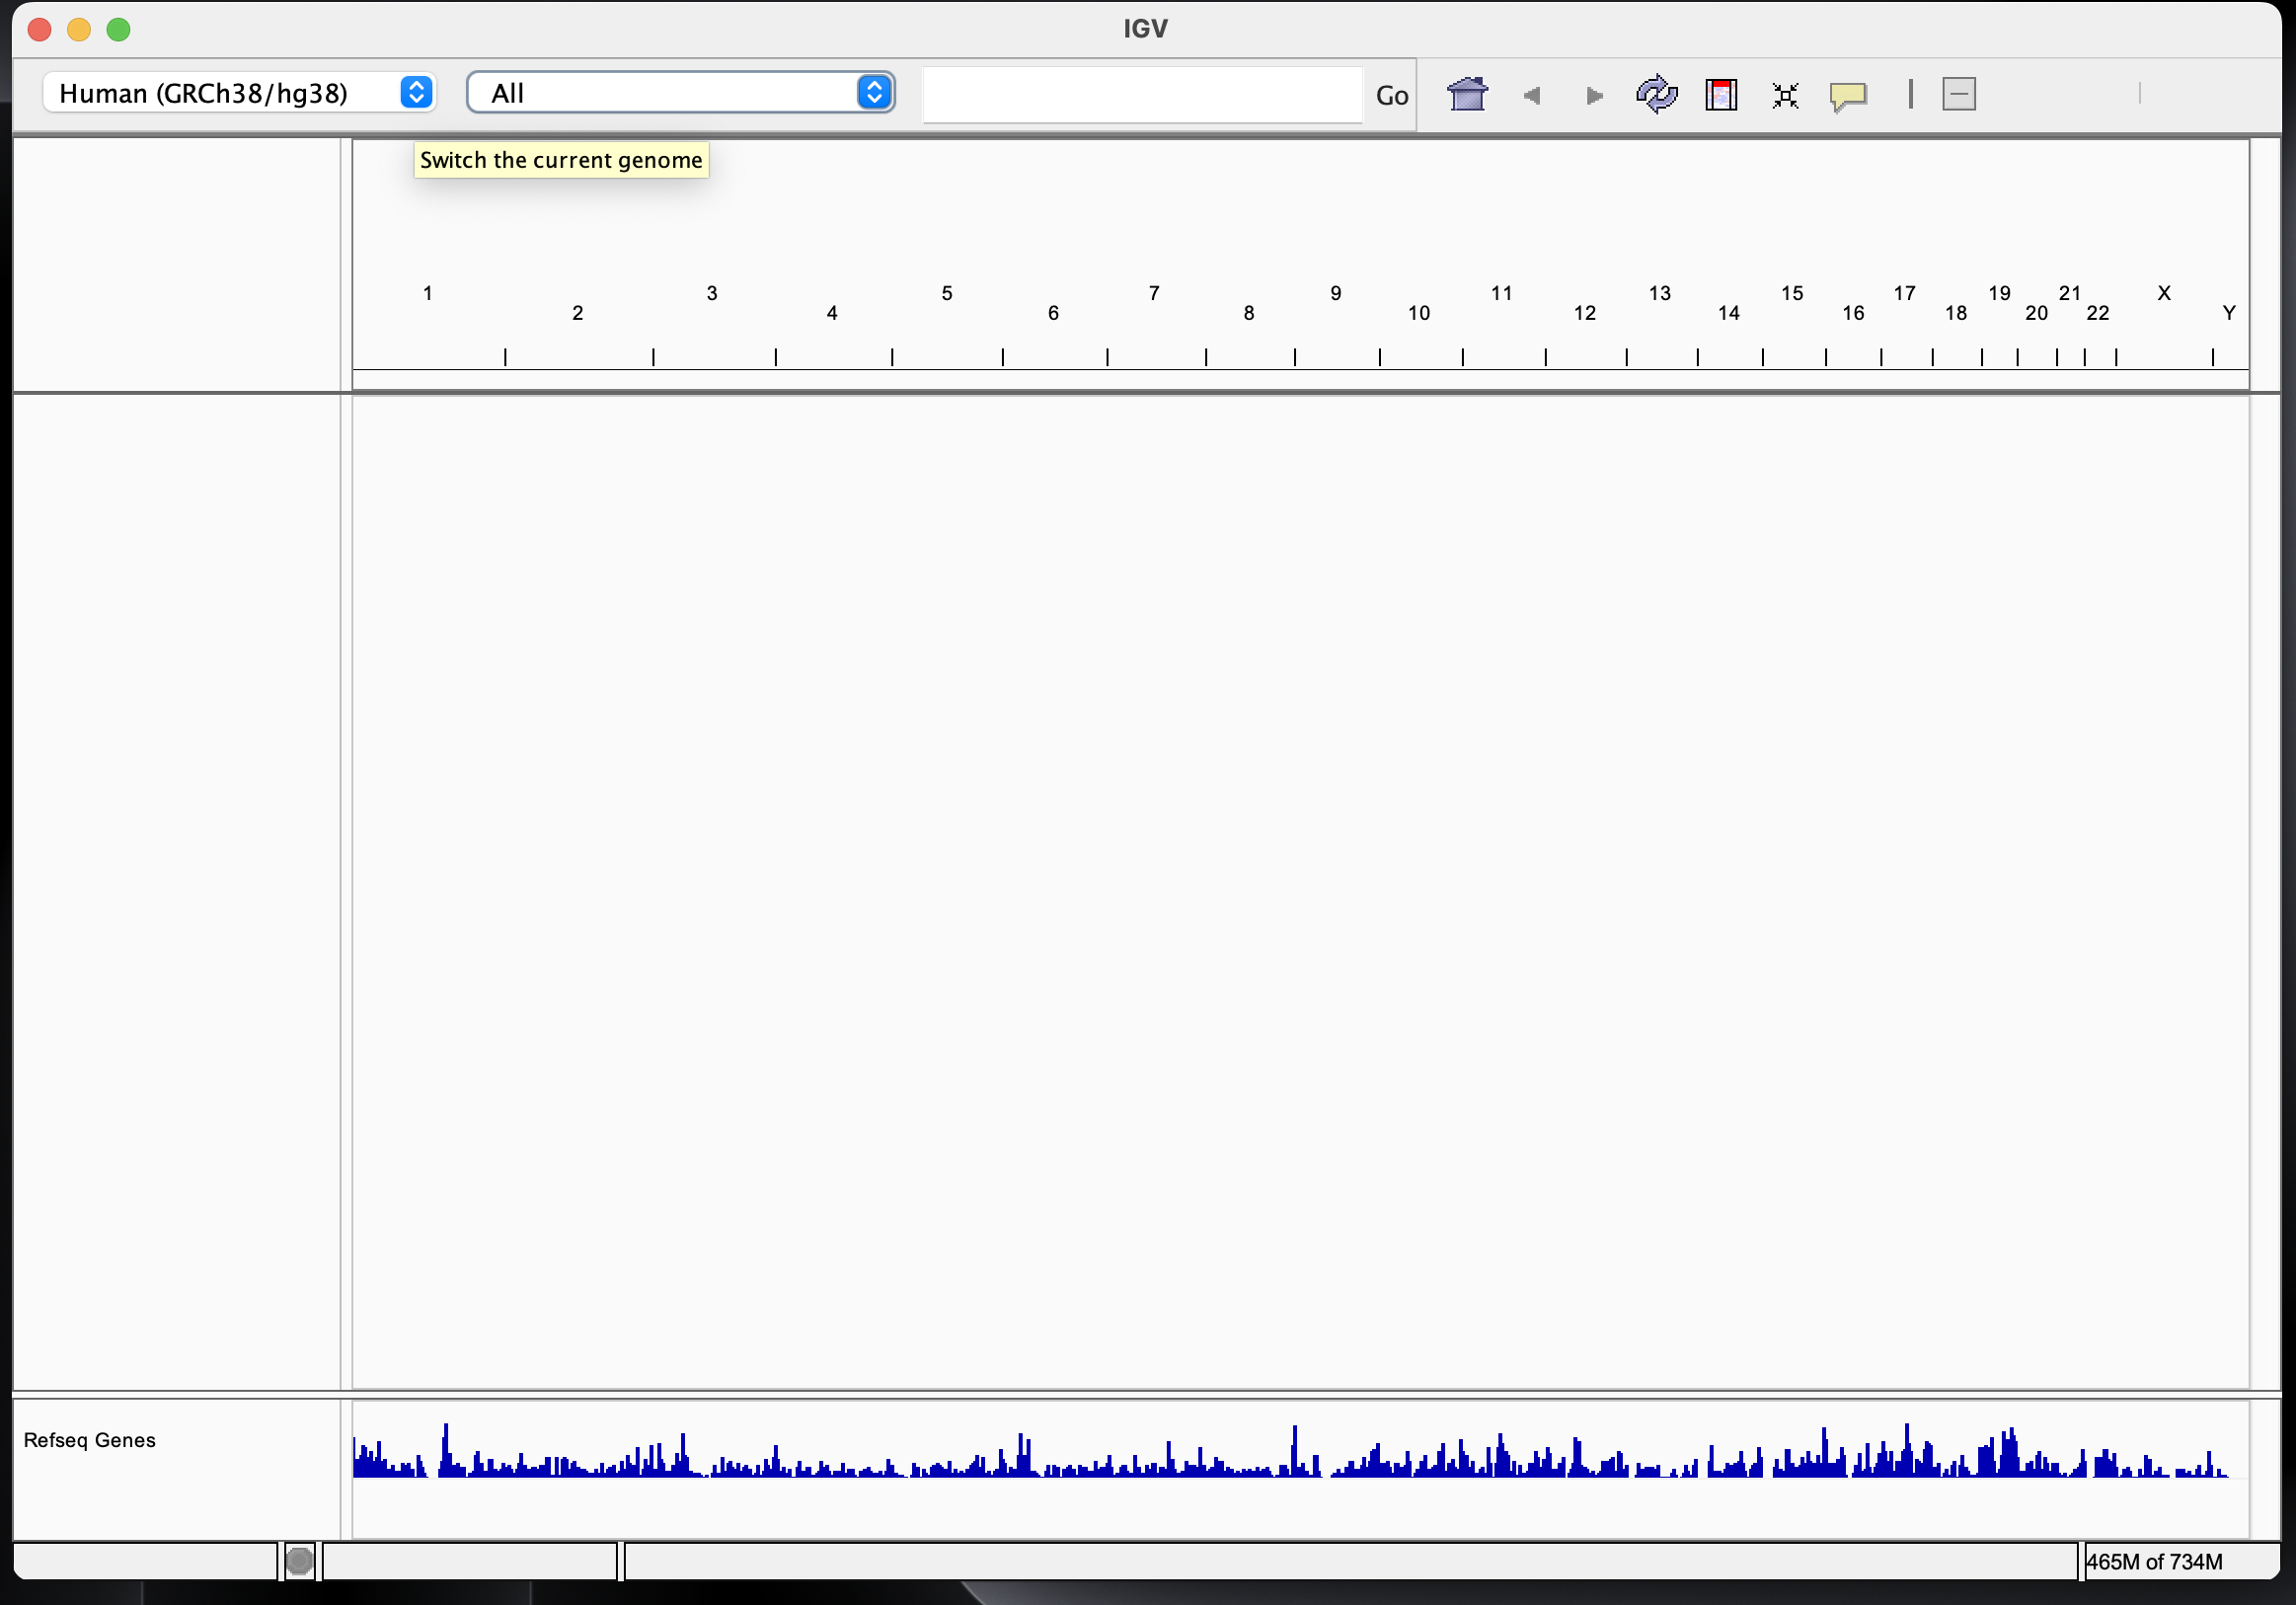 IGV
Human (GRCh38/hg38) All Go
Switch the current genome
1 3 5 7 9 11 13 15 17 19 21 X
2 4 6 8 10 12 14 16 18 20 22 Y
Refseq Genes
465M of 734M